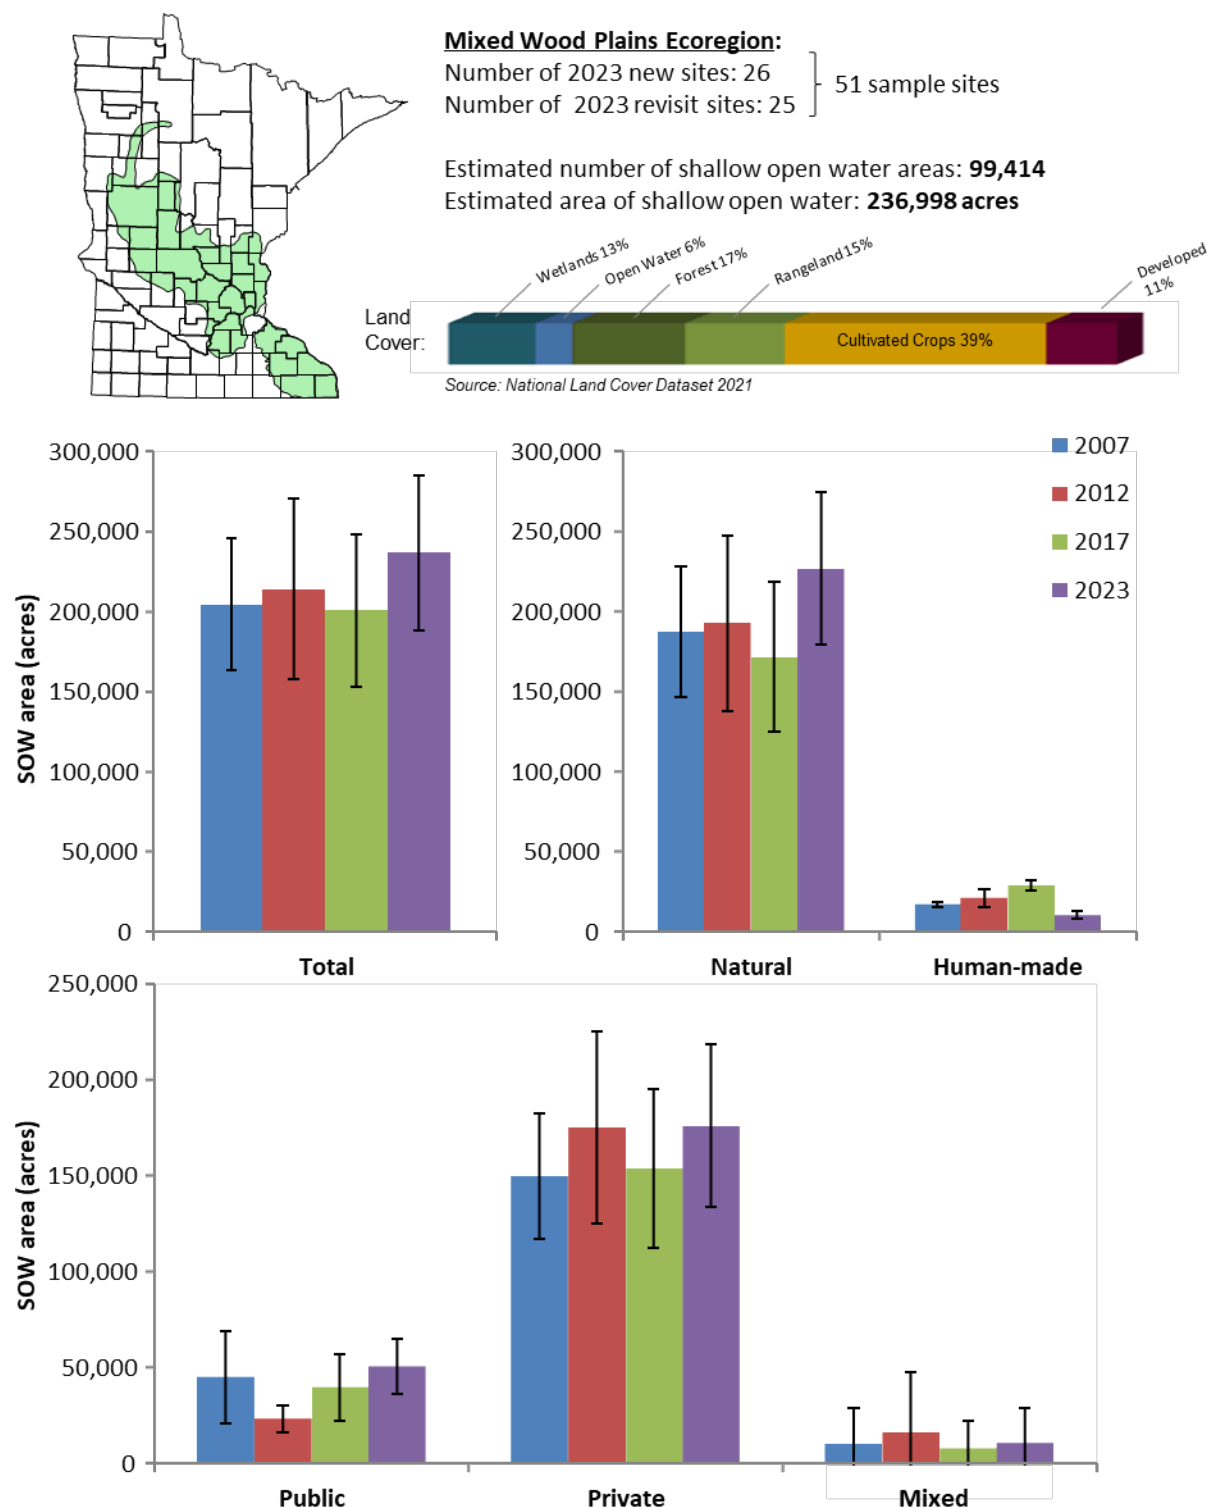 Mixed Wood Plains Ecoregion:
Number of 2023 new sites: 26
Number of  2023 revisit sites: 25
51 sample sites
Estimated number of shallow open water areas: 99,414
Estimated area of shallow open water: 236,998 acres
Wetlands 13%
Open Water 6%
Forest 17%
Rangeland 15%
Developed
11%
Land
Cover:
Cultivated Crops 39%
Source: National Land Cover Dataset 2021
SOW area (acres)
300,000
250,000
200,000
150,000
100,000
50,000
0
Total
300,000
250,000
200,000
150,000
100,000
50,000
0
Natural
Human-made
2007
2012
2017
2023
SOW area (acres)
250,000
200,000
150,000
100,000
50,000
0
Public
Private
Mixed